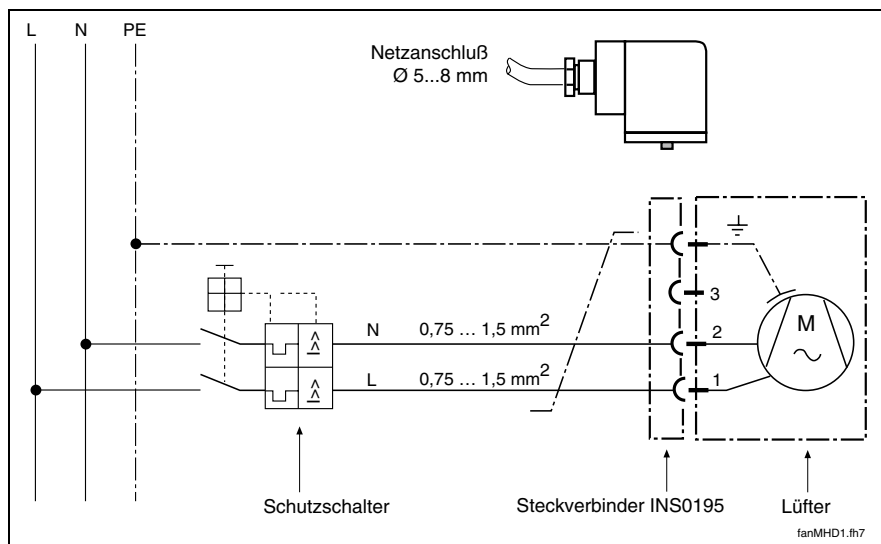 L N PE
Netzanschluß
Ø 5...8 mm
3
N 0,75 … 1,5 mm² 2
M
L 0,75 … 1,5 mm² 1
Schutzschalter Steckverbinder INS0195 Lüfter
fanMHD1.fh7